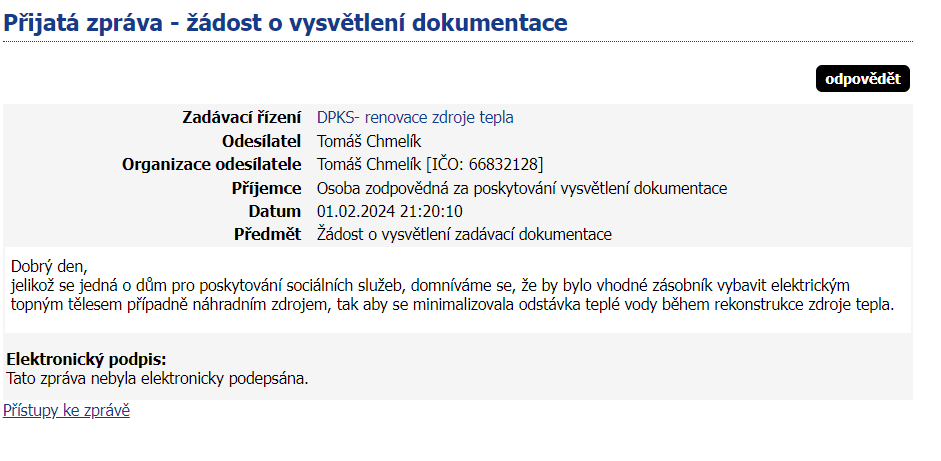 Přijatá zpráva - žádost o vysvětlení dokumentace
odpovědět
Zadávací řízení DPKS- renovace zdroje tepla
Odesílatel Tomáš Chmelík
Organizace odesílatele Tomáš Chmelík [IČO: 66832128]
Příjemce Osoba zodpovědná za poskytování vysvětlení dokumentace
Datum 01.02.2024 21:20:10
Předmět Žádost o vysvětlení zadávací dokumentace
Dobrý den,
jelikož se jedná o dům pro poskytování sociálních služeb, domníváme se, že by bylo vhodné zásobník vybavit elektrickým
topným tělesem případně náhradním zdrojem, tak aby se minimalizovala odstávka teplé vody během rekonstrukce zdroje tepla.
Elektronický podpis:
Tato zpráva nebyla elektronicky podepsána.
Přístupy ke zprávě